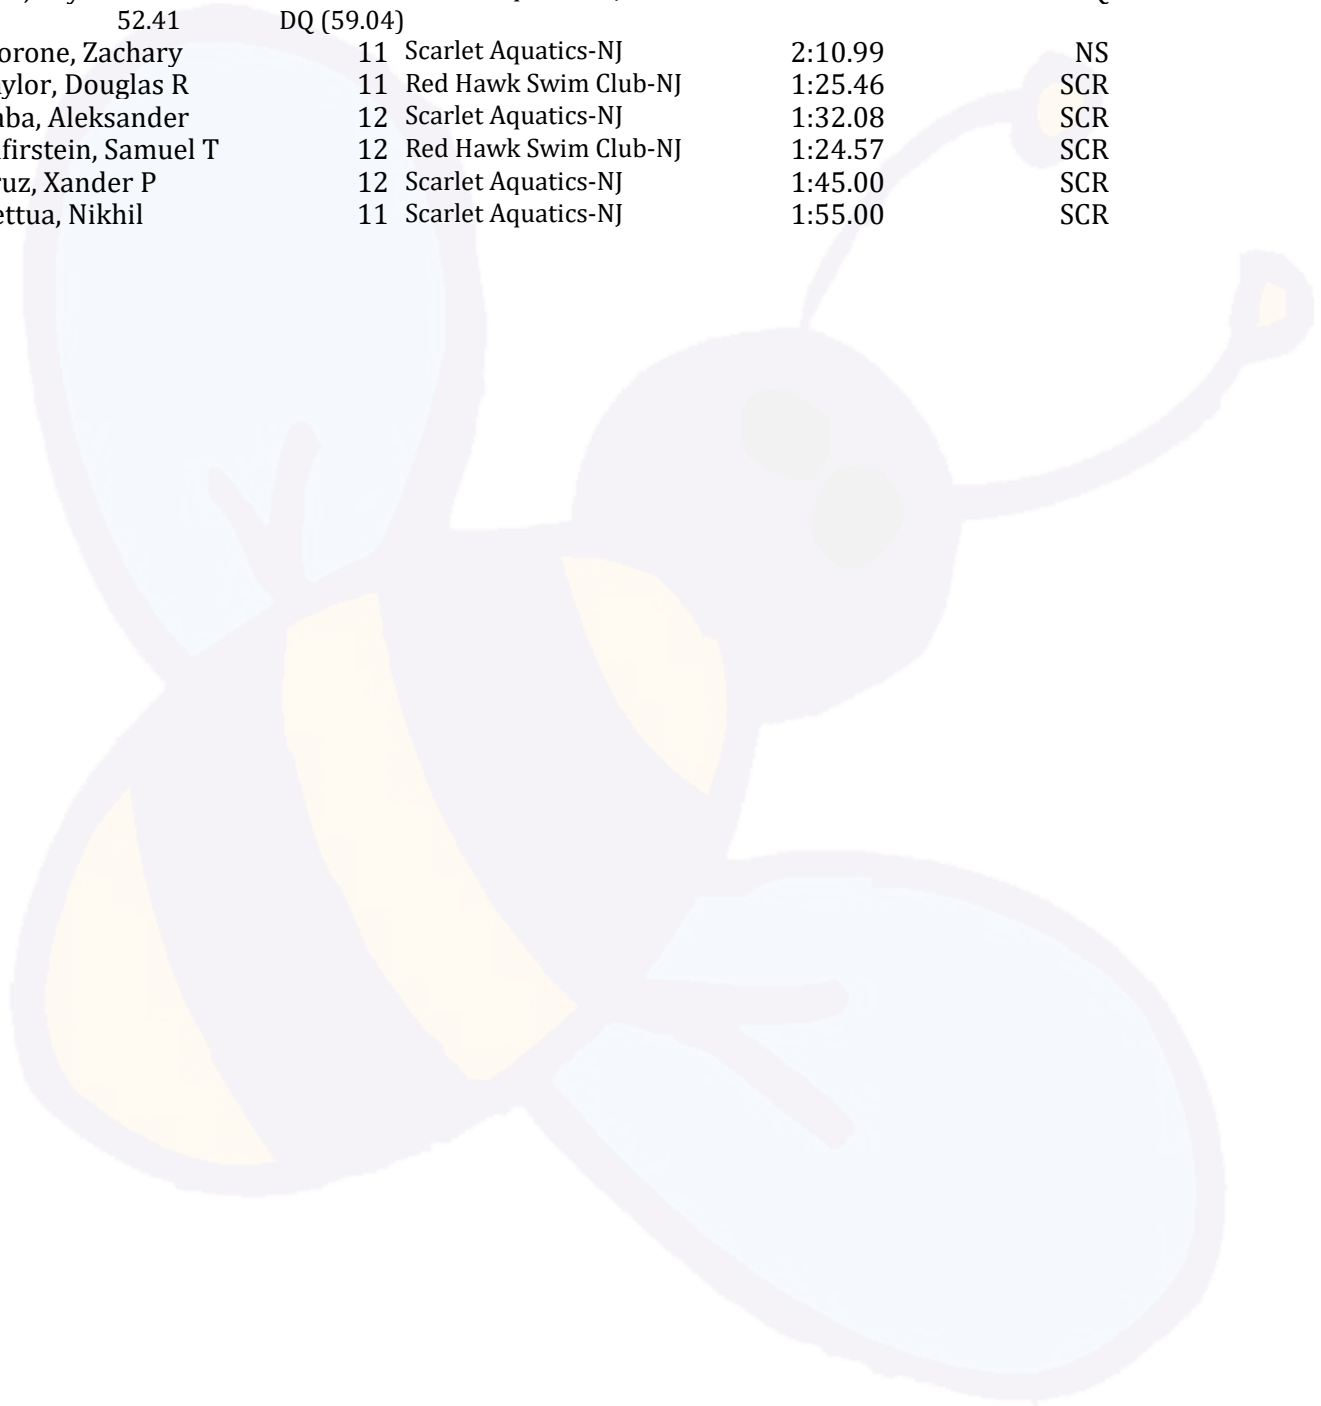 52.41 DQ (59.04)
orone, Zachary 11 Scarlet Aquatics-NJ 2:10.99 NS
ylor, Douglas R 11 Red Hawk Swim Club-NJ 1:25.46 SCR
aba, Aleksander 12 Scarlet Aquatics-NJ 1:32.08 SCR
firstein, Samuel T 12 Red Hawk Swim Club-NJ 1:24.57 SCR
ruz, Xander P 12 Scarlet Aquatics-NJ 1:45.00 SCR
ettua, Nikhil 11 Scarlet Aquatics-NJ 1:55.00 SCR